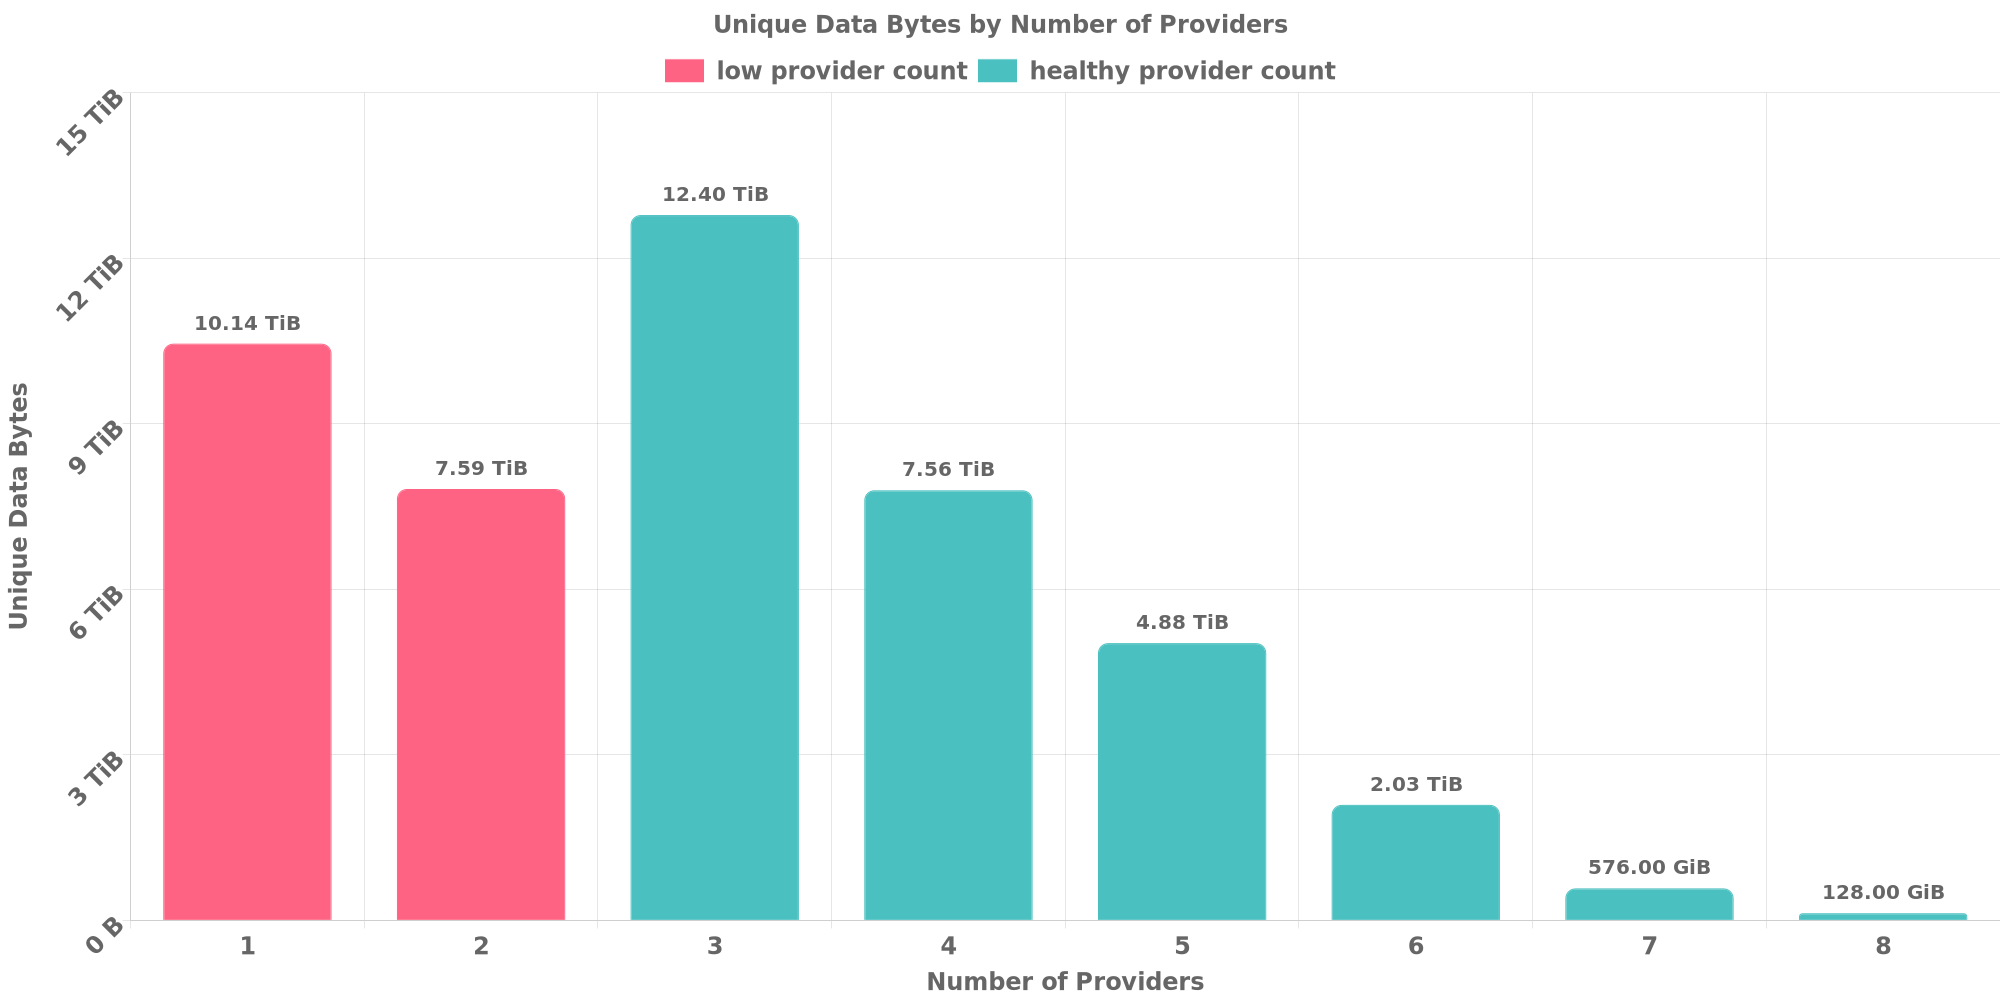 Unique Data Bytes by Number of Providers
low provider count healthy provider count
15 TiB
12 TiB
9 TiB
6 TiB
3 TiB
0 B
Unique Data Bytes
10.14 TiB
7.59 TiB
12.40 TiB
7.56 TiB
4.88 TiB
2.03 TiB
576.00 GiB
128.00 GiB
1 2 3 4 5 6 7 8
Number of Providers